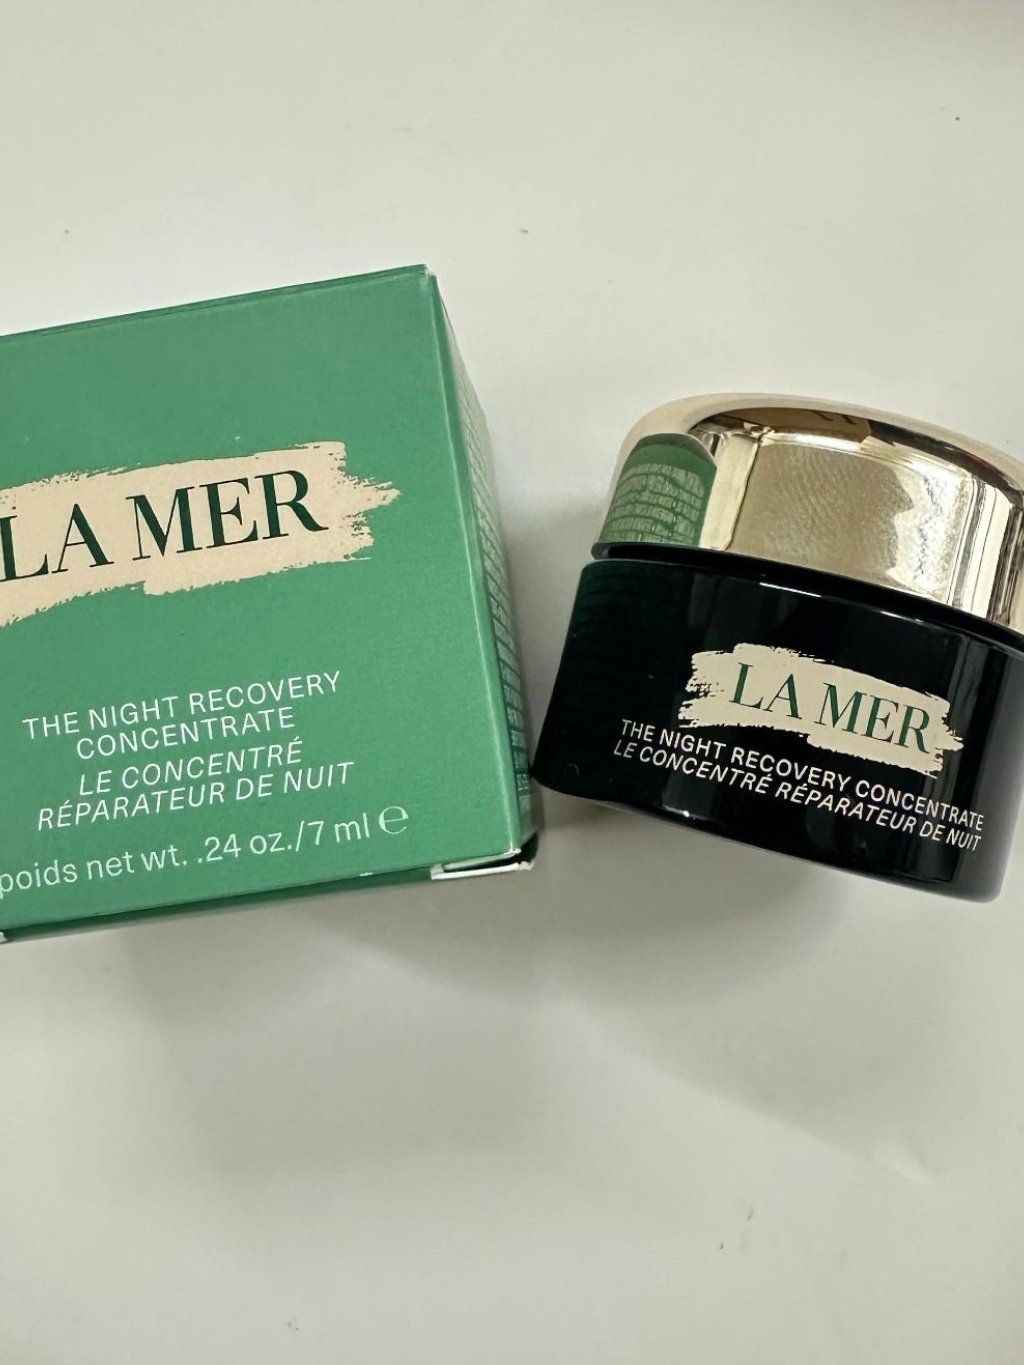 LA MER
THE NIGHT RECOVERY
CONCENTRATE
LE CONCENTRÉ
RÉPARATEUR DE NUIT
poids net wt. .24 oz./7 ml ℮
LA MER
THE NIGHT RECOVERY CONCENTRATE
LE CONCENTRÉ RÉPARATEUR DE NUIT